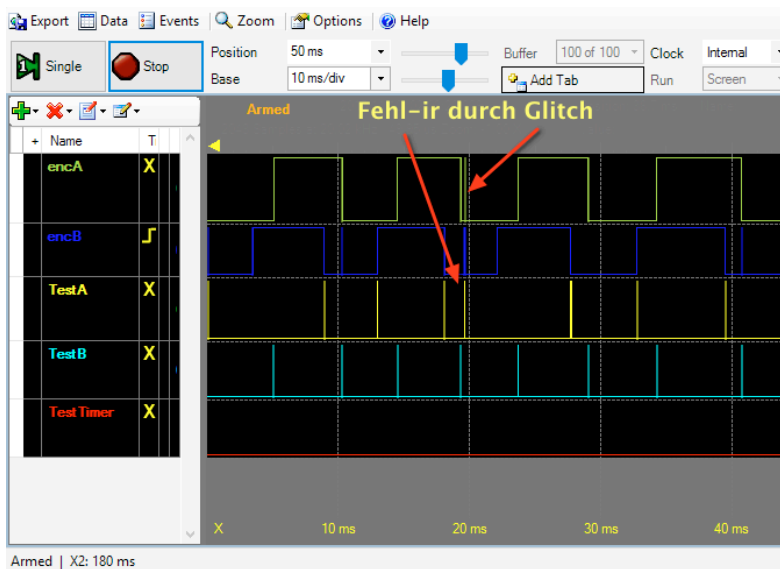 Export Data Events Zoom Options Help
Single Stop Position 50 ms Buffer 100 of 100 Clock Internal
Base 10 ms/div Add Tab Run Screen
Armed Fehl-ir durch Glitch
+ Name T
encA X
encB
TestA X
TestB X
TestTimer X
X 10 ms 20 ms 30 ms 40 ms
Armed | X2: 180 ms